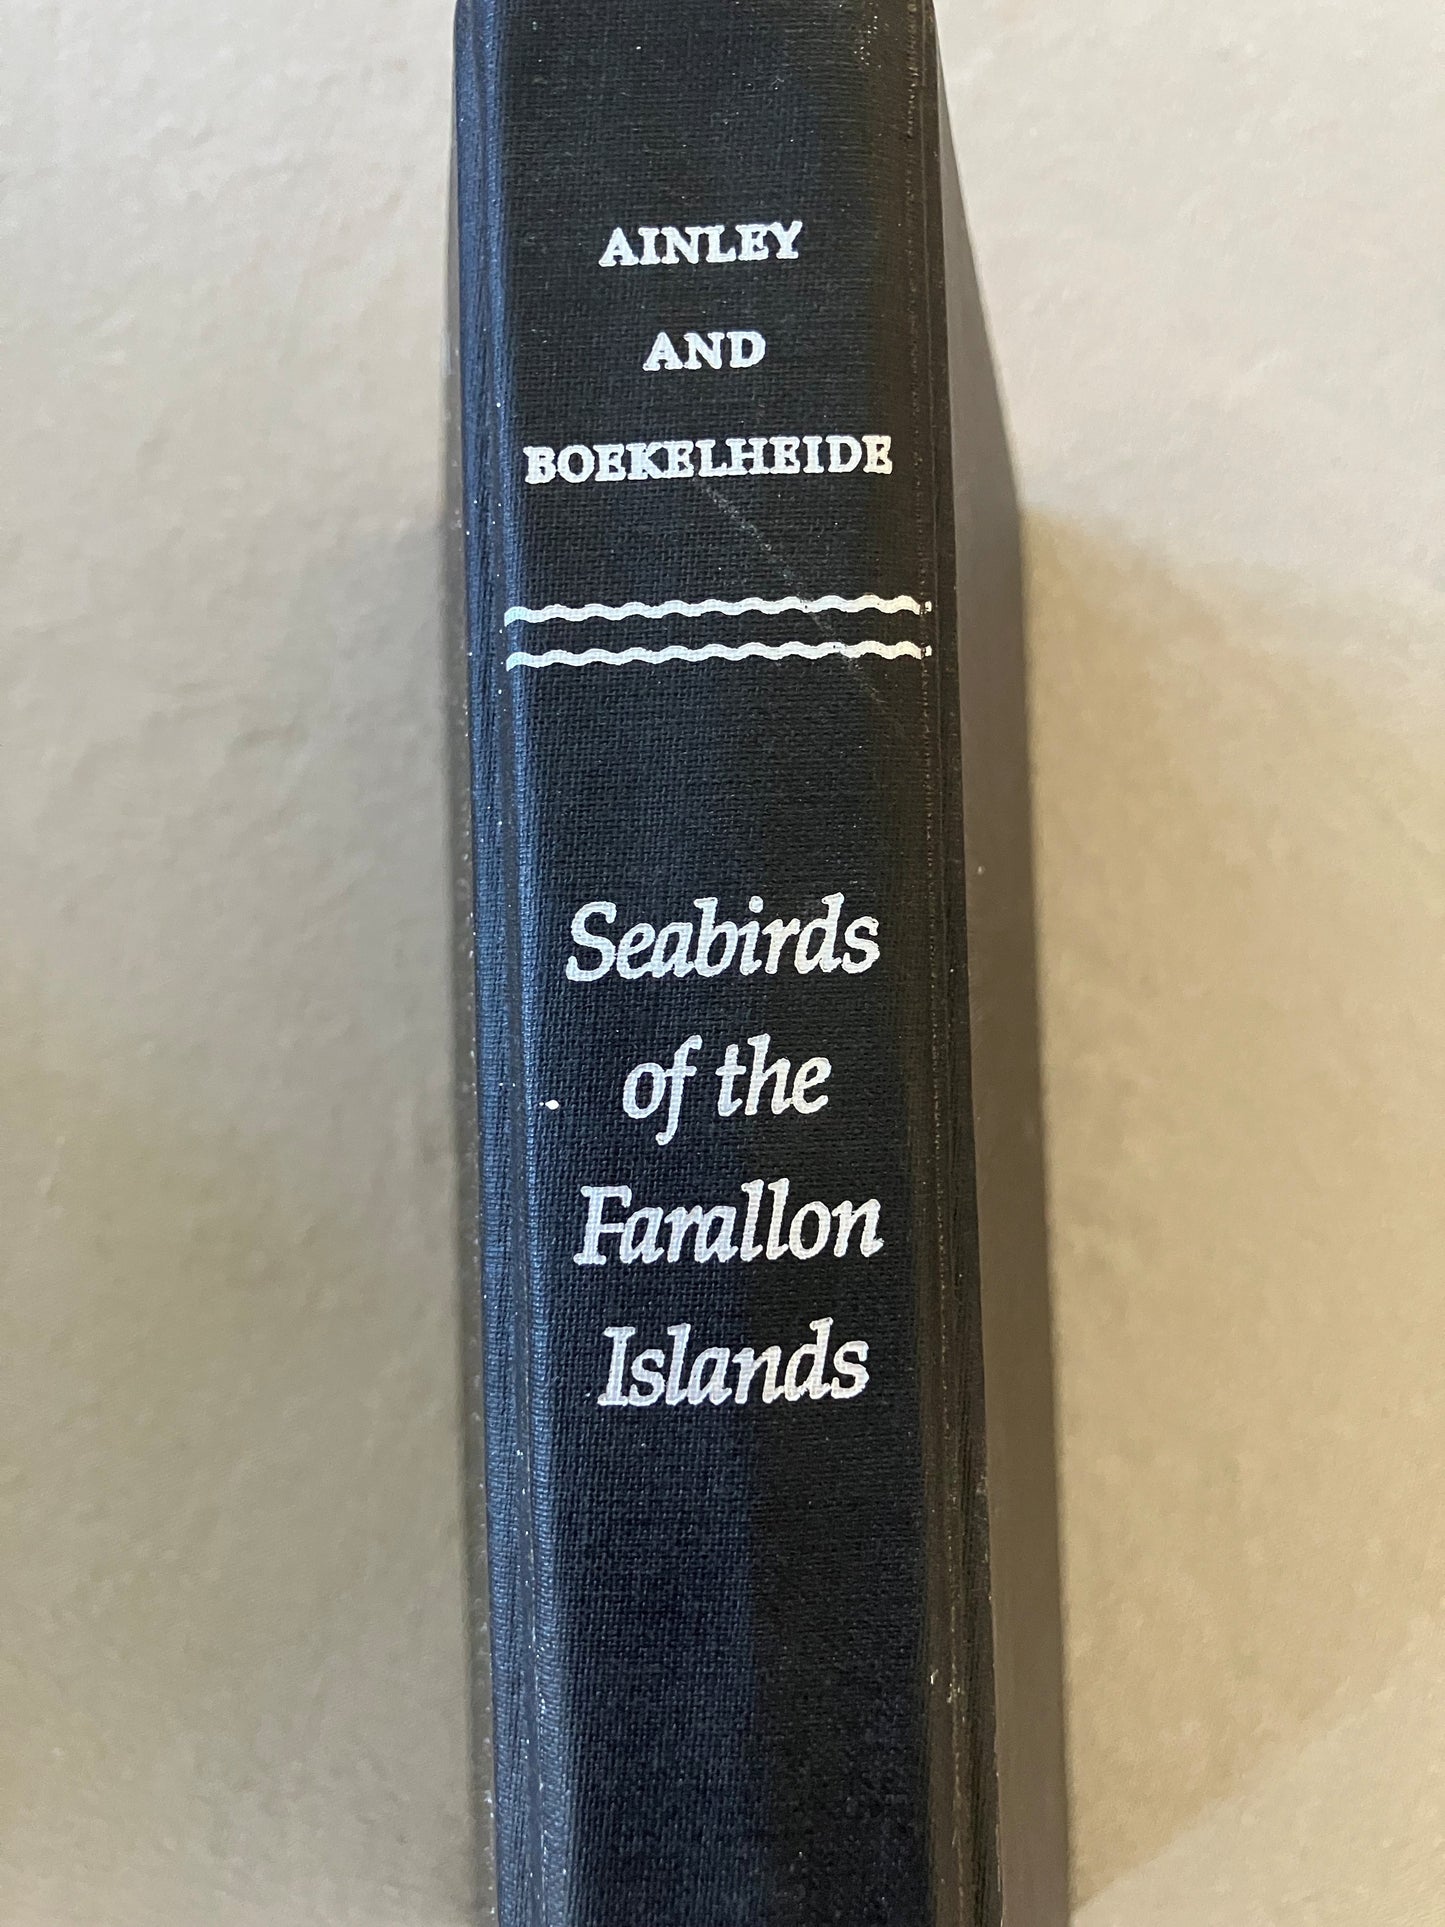 AINLEY
AND
BOEKELHEIDE
Seabirds
of the
Farallon
Islands